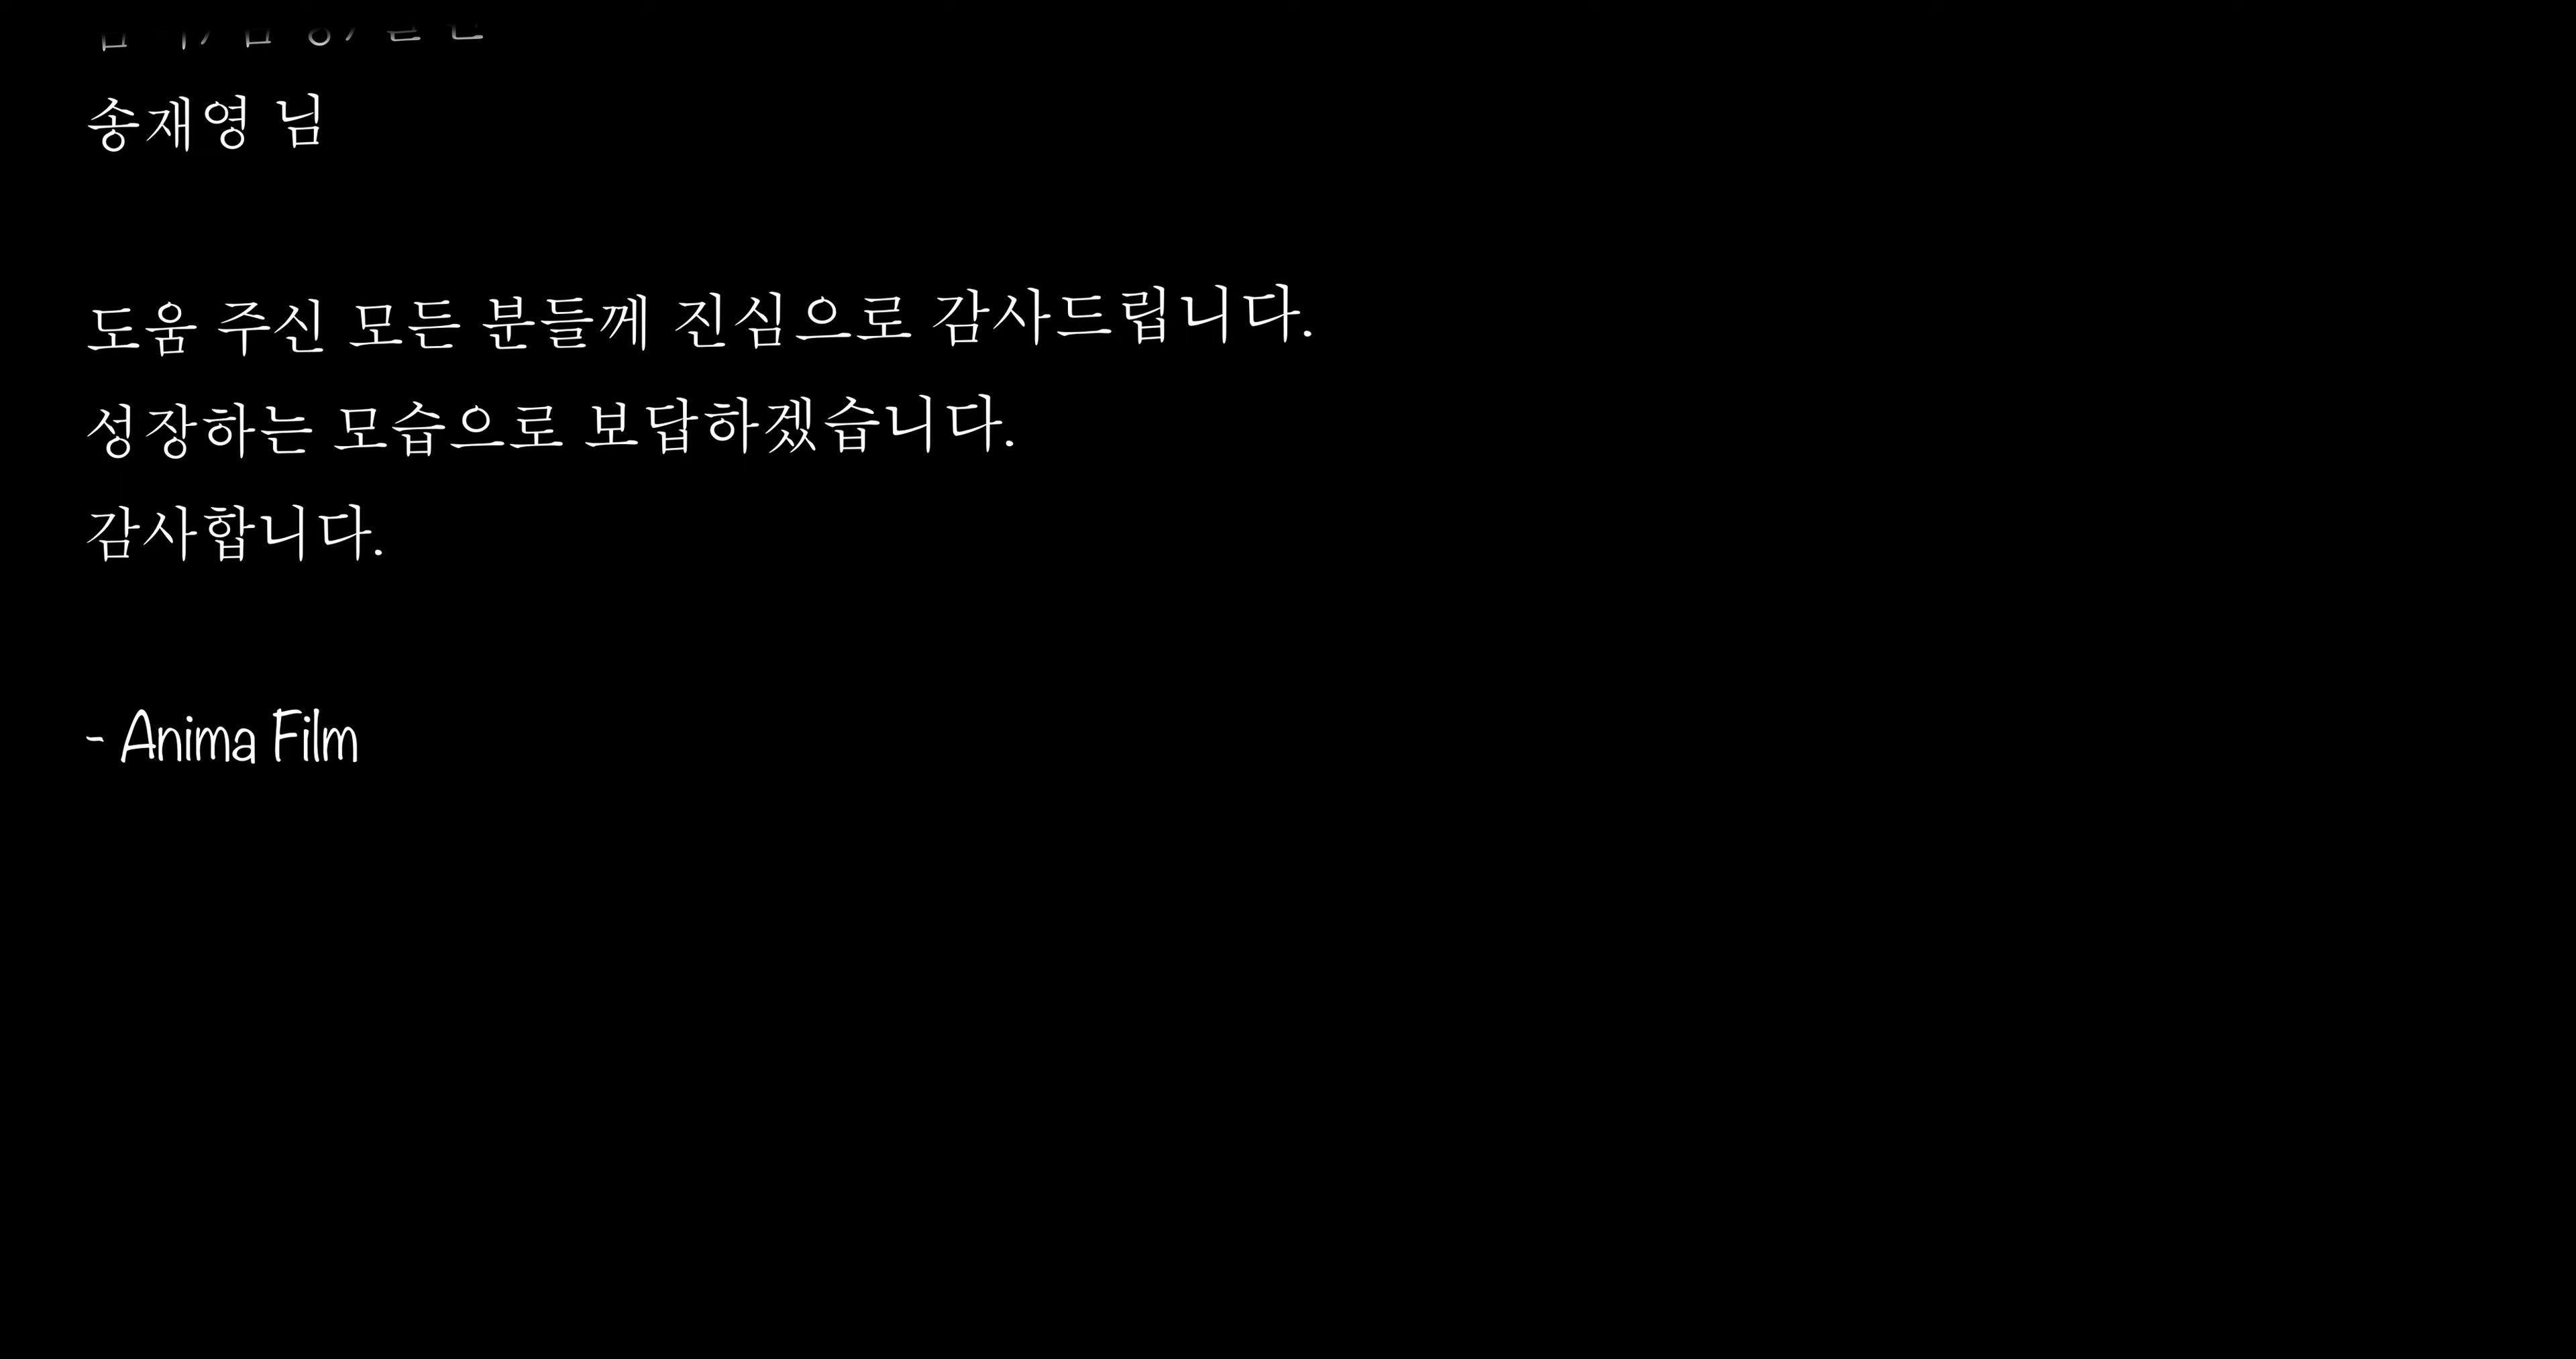 송재영 님
도움 주신 모든 분들께 진심으로 감사드립니다.
성장하는 모습으로 보답하겠습니다.
감사합니다.
- Anima Film